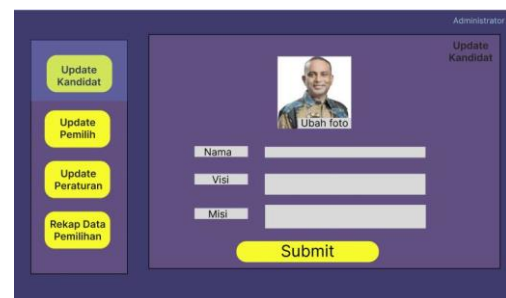 Administrator
Update
Kandidat
Update
Pemilih
Update
Peraturan
Rekap Data
Pemilihan
Update
Kandidat
Ubah foto
Nama
Visi
Misi
Submit